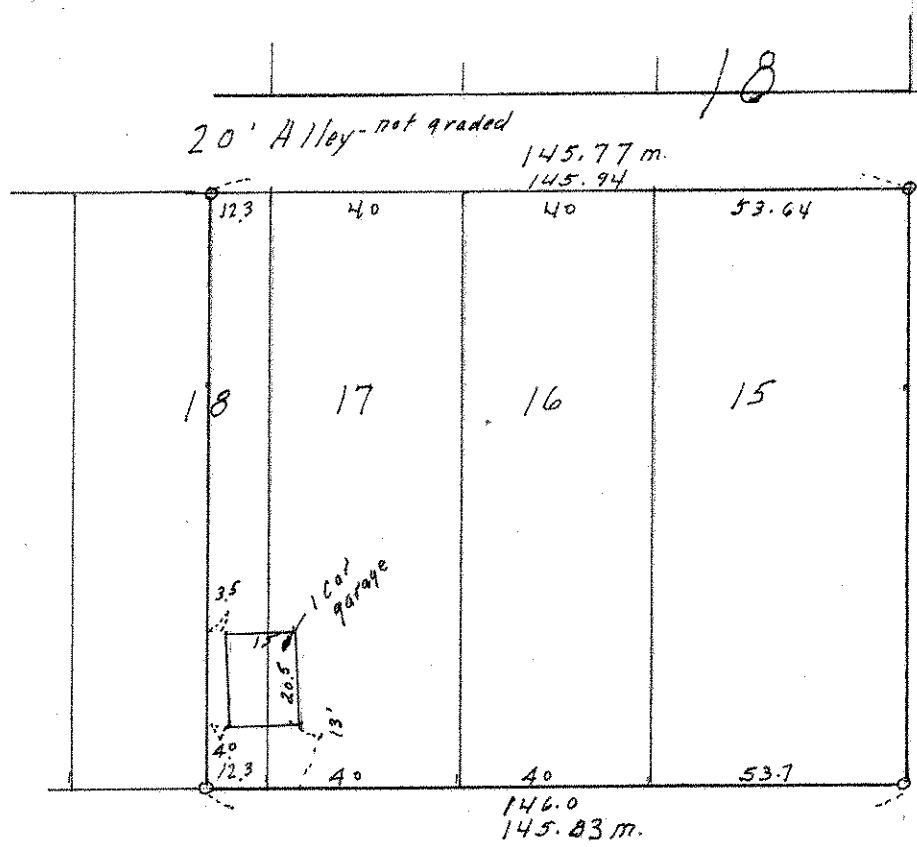 18
20' Alley - not graded
145.77 m.
145.94
12.3 40 40 53.64
18 17 16 15
3.5
1 Car
garage
15
20.5
13'
40
12.3 40 40 53.7
146.0
145.83 m.